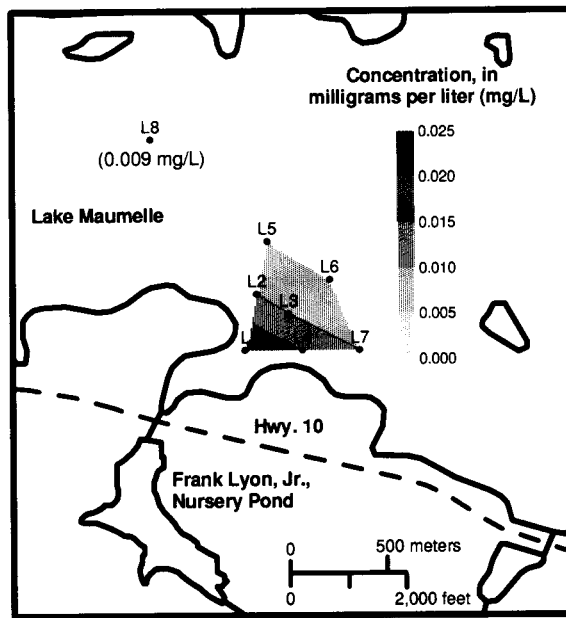 Concentration, in
milligrams per liter (mg/L)
L8
(0.009 mg/L)
0.025
0.020
0.015
0.010
0.005
0.000
Lake Maumelle
L5
L6
L2
L3
L7
Hwy. 10
Frank Lyon, Jr.,
Nursery Pond
0 500 meters
0 2,000 feet